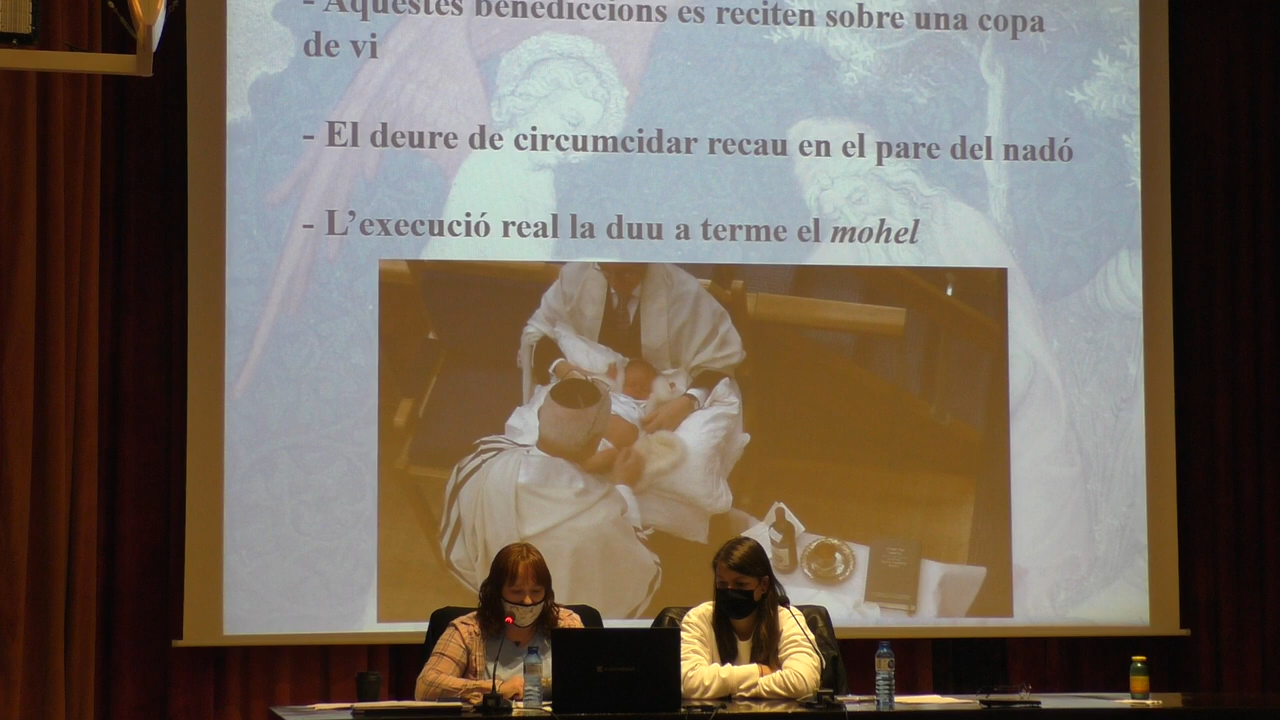 - Aquestes benediccions es reciten sobre una copa
de vi
- El deure de circumcidar recau en el pare del nadó
- L'execució real la duu a terme el mohel